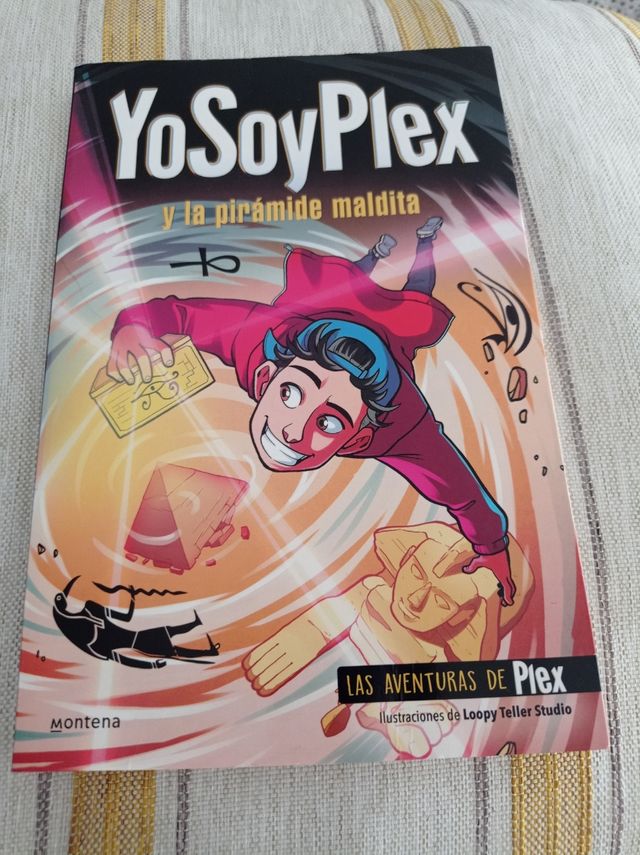 YoSoyPlex
y la pirámide maldita
LAS AVENTURAS DE Plex
Ilustraciones de Loopy Teller Studio
Montena